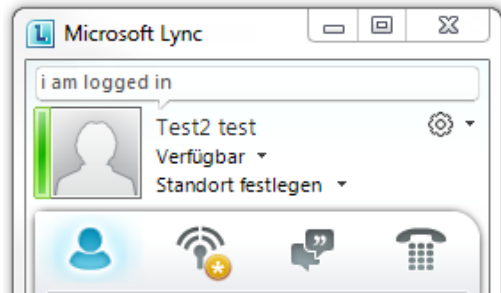 Microsoft Lync
i am logged in
Test2 test
Verfügbar
Standort festlegen